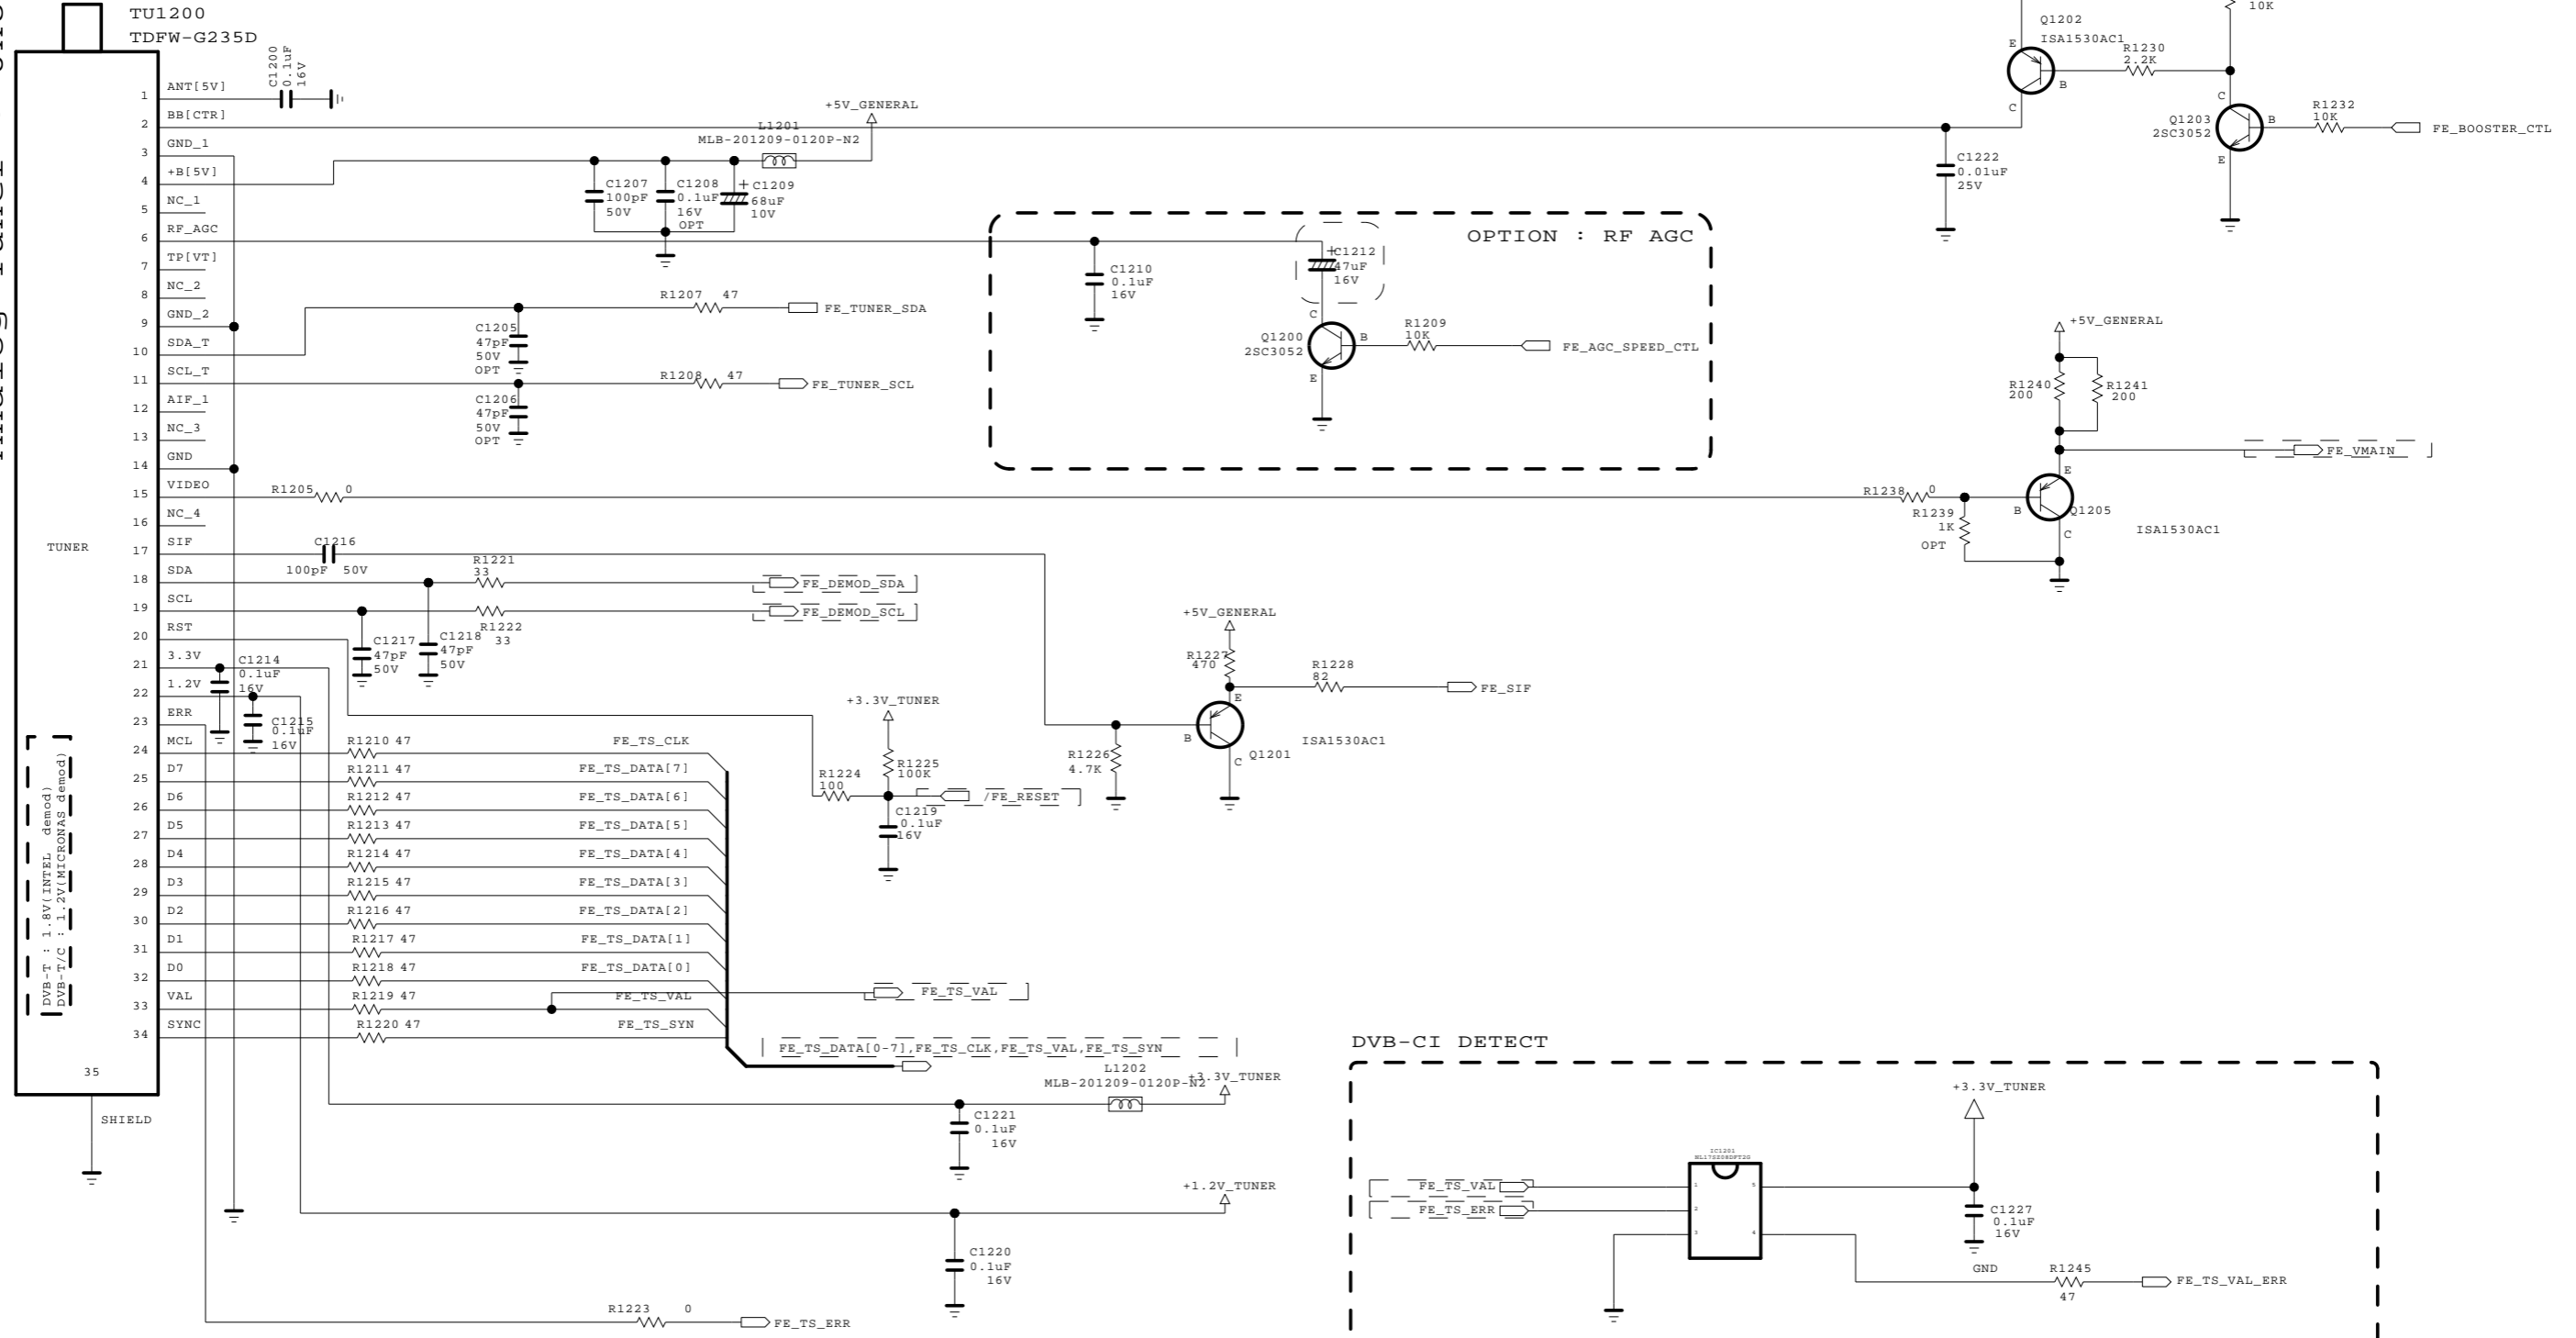 TU1200
TDFW-G235D
C1200
0.1uF
16V
1 ANT[5V]
2 BB[CTR]
3 GND_1
4 +B[5V]
5 NC_1
6 RF_AGC
7 TP[VT]
8 NC_2
9 GND_2
10 SDA_T
11 SCL_T
12 AIF_1
13 NC_3
14 GND
15 VIDEO
16 NC_4
17 SIF
18 SDA
19 SCL
20 RST
21 3.3V
22 1.2V
23 ERR
24 MCL
25 D7
26 D6
27 D5
28 D4
29 D3
30 D2
31 D1
32 D0
33 VAL
34 SYNC
35
TUNER
SHIELD
DVB-T : 1.8V(INTEL demod)
DVB-T/C : 1.2V(MICRONAS demod)
+5V_GENERAL
L1201
MLB-201209-0120P-N2
C1207
100pF
50V
C1208
0.1uF
16V
OPT
C1209
68uF
10V
R1207 47
FE_TUNER_SDA
C1205
47pF
50V
OPT
R1208 47
FE_TUNER_SCL
C1206
47pF
50V
OPT
OPTION : RF AGC
C1210
0.1uF
16V
C1212
47uF
16V
Q1200
2SC3052
C
B
E
R1209
10K
FE_AGC_SPEED_CTL
10K
Q1202
ISA1530AC1
E
B
C
R1230
2.2K
Q1203
2SC3052
C
B
E
R1232
10K
FE_BOOSTER_CTL
C1222
0.01uF
25V
+5V_GENERAL
R1240
200
R1241
200
FE_VMAIN
R1205 0
R1238 0
R1239
1K
OPT
E
B
C
Q1205
ISA1530AC1
C1216
100pF 50V
R1221
33
FE_DEMOD_SDA
FE_DEMOD_SCL
R1222
33
C1217
47pF
50V
C1218
47pF
50V
C1214
0.1uF
16V
C1215
0.1uF
16V
+5V_GENERAL
R1227
470
R1228
82
FE_SIF
E
B
C
Q1201
ISA1530AC1
R1226
4.7K
+3.3V_TUNER
R1225
100K
R1224
100
/FE_RESET
C1219
0.1uF
16V
R1210 47 FE_TS_CLK
R1211 47 FE_TS_DATA[7]
R1212 47 FE_TS_DATA[6]
R1213 47 FE_TS_DATA[5]
R1214 47 FE_TS_DATA[4]
R1215 47 FE_TS_DATA[3]
R1216 47 FE_TS_DATA[2]
R1217 47 FE_TS_DATA[1]
R1218 47 FE_TS_DATA[0]
R1219 47 FE_TS_VAL
FE_TS_VAL
R1220 47 FE_TS_SYN
FE_TS_DATA[0-7],FE_TS_CLK,FE_TS_VAL,FE_TS_SYN
L1202
MLB-201209-0120P-N2
+3.3V_TUNER
C1221
0.1uF
16V
+1.2V_TUNER
C1220
0.1uF
16V
R1223 0
FE_TS_ERR
DVB-CI DETECT
+3.3V_TUNER
IC1201
FE_TS_VAL
FE_TS_ERR
1
2
3
5
4
C1227
0.1uF
16V
GND
R1245
47
FE_TS_VAL_ERR